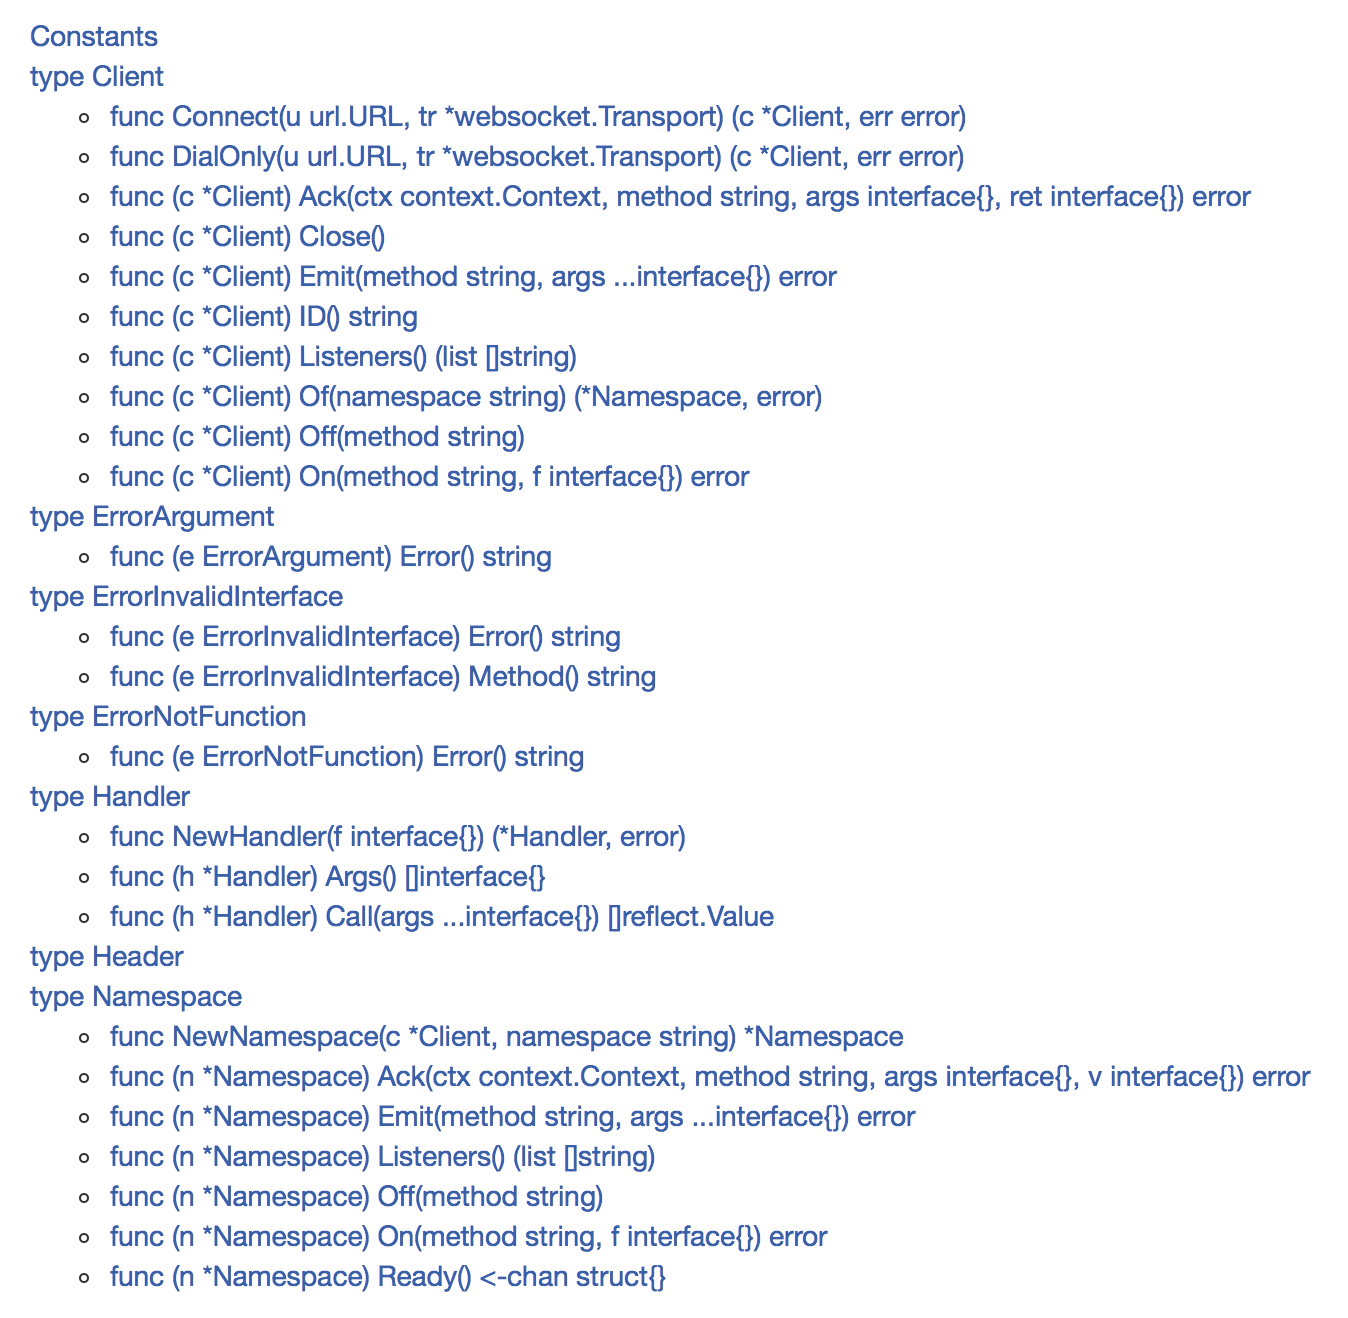 Constants
type Client
func Connect(u url.URL, tr *websocket.Transport) (c *Client, err error)
func DialOnly(u url.URL, tr *websocket.Transport) (c *Client, err error)
func (c *Client) Ack(ctx context.Context, method string, args interface{}, ret interface{}) error
func (c *Client) Close()
func (c *Client) Emit(method string, args ...interface{}) error
func (c *Client) ID() string
func (c *Client) Listeners() (list []string)
func (c *Client) Of(namespace string) (*Namespace, error)
func (c *Client) Off(method string)
func (c *Client) On(method string, f interface{}) error
type ErrorArgument
func (e ErrorArgument) Error() string
type ErrorInvalidInterface
func (e ErrorInvalidInterface) Error() string
func (e ErrorInvalidInterface) Method() string
type ErrorNotFunction
func (e ErrorNotFunction) Error() string
type Handler
func NewHandler(f interface{}) (*Handler, error)
func (h *Handler) Args() []interface{}
func (h *Handler) Call(args ...interface{}) []reflect.Value
type Header
type Namespace
func NewNamespace(c *Client, namespace string) *Namespace
func (n *Namespace) Ack(ctx context.Context, method string, args interface{}, v interface{}) error
func (n *Namespace) Emit(method string, args ...interface{}) error
func (n *Namespace) Listeners() (list []string)
func (n *Namespace) Off(method string)
func (n *Namespace) On(method string, f interface{}) error
func (n *Namespace) Ready() <-chan struct{}